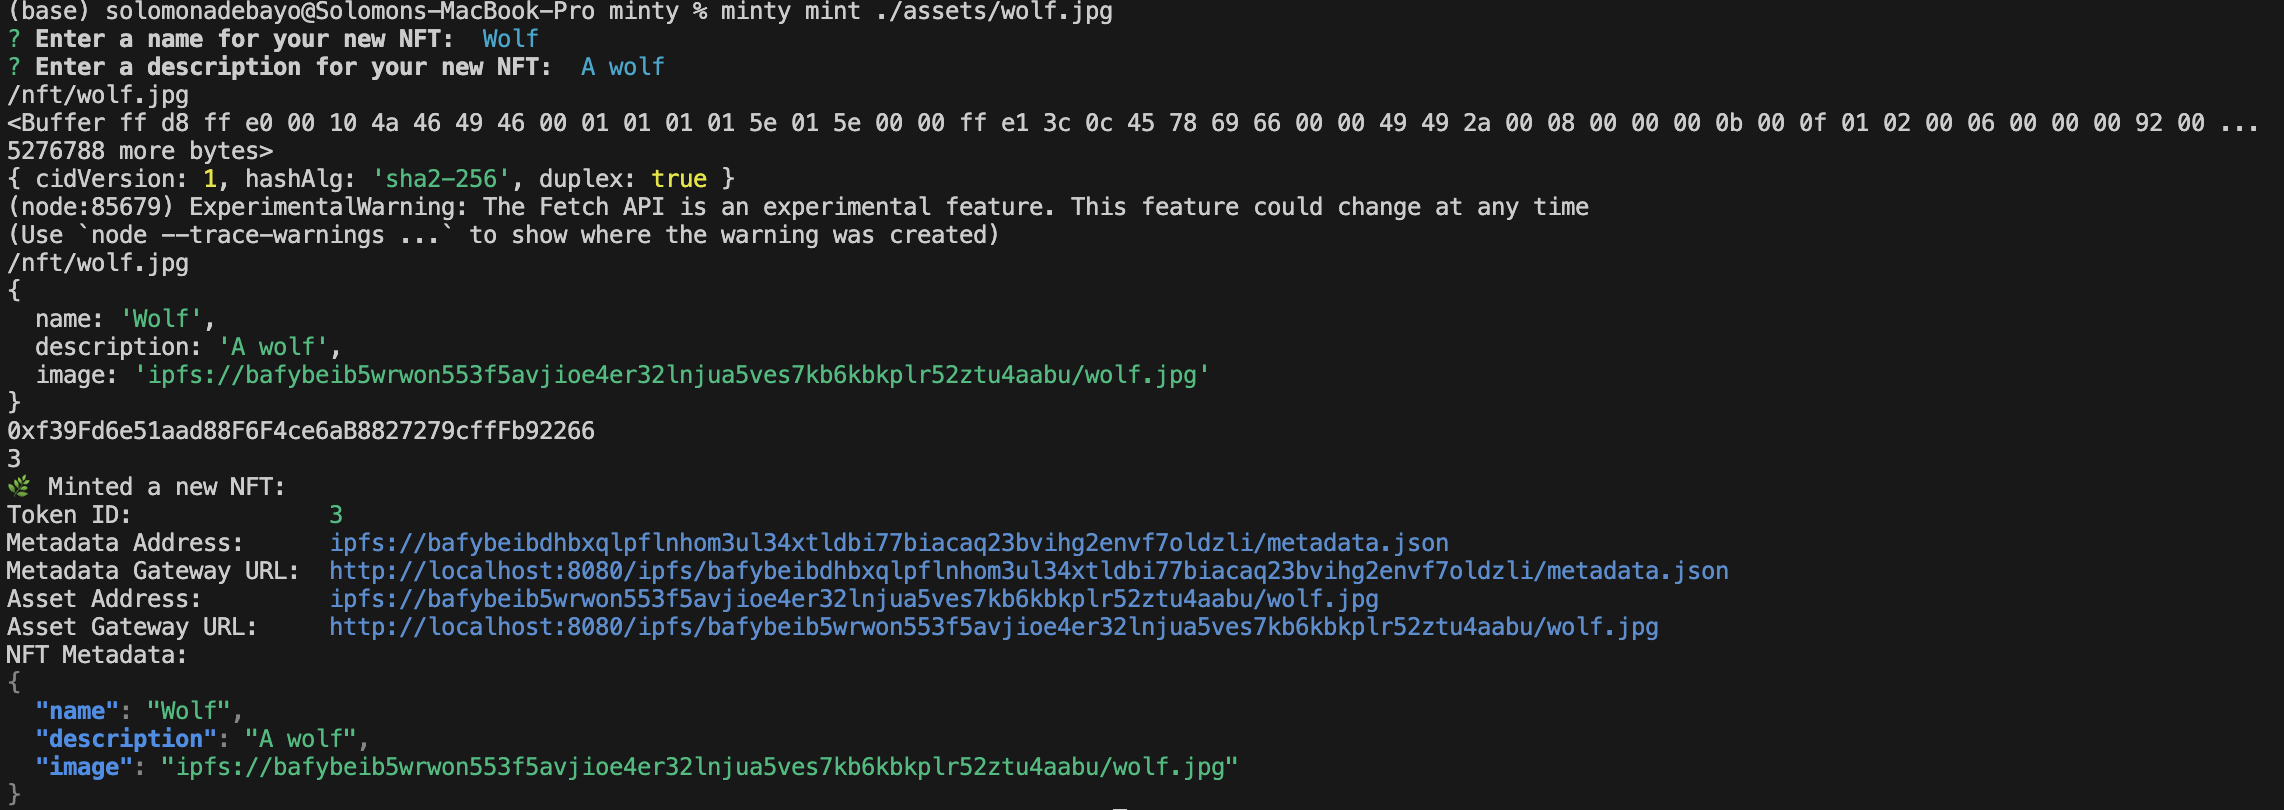 (base) solomonadebayo@Solomons-MacBook-Pro minty % minty mint ./assets/wolf.jpg
? Enter a name for your new NFT:  Wolf
? Enter a description for your new NFT:  A wolf
/nft/wolf.jpg
<Buffer ff d8 ff e0 00 10 4a 46 49 46 00 01 01 01 01 5e 01 5e 00 00 ff e1 3c 0c 45 78 69 66 00 00 49 49 2a 00 08 00 00 00 0b 00 0f 01 02 00 06 00 00 00 92 00 ...
5276788 more bytes>
{ cidVersion: 1, hashAlg: 'sha2-256', duplex: true }
(node:85679) ExperimentalWarning: The Fetch API is an experimental feature. This feature could change at any time
(Use `node --trace-warnings ...` to show where the warning was created)
/nft/wolf.jpg
{
  name: 'Wolf',
  description: 'A wolf',
  image: 'ipfs://bafybeib5wrwon553f5avjioe4er32lnjua5ves7kb6kbkplr52ztu4aabu/wolf.jpg'
}
0xf39Fd6e51aad88F6F4ce6aB8827279cffFb92266
3
🌿 Minted a new NFT:
Token ID:              3
Metadata Address:      ipfs://bafybeibdhbxqlpflnhom3ul34xtldbi77biacaq23bvihg2envf7oldzli/metadata.json
Metadata Gateway URL:  http://localhost:8080/ipfs/bafybeibdhbxqlpflnhom3ul34xtldbi77biacaq23bvihg2envf7oldzli/metadata.json
Asset Address:         ipfs://bafybeib5wrwon553f5avjioe4er32lnjua5ves7kb6kbkplr52ztu4aabu/wolf.jpg
Asset Gateway URL:     http://localhost:8080/ipfs/bafybeib5wrwon553f5avjioe4er32lnjua5ves7kb6kbkplr52ztu4aabu/wolf.jpg
NFT Metadata:
{
  "name": "Wolf",
  "description": "A wolf",
  "image": "ipfs://bafybeib5wrwon553f5avjioe4er32lnjua5ves7kb6kbkplr52ztu4aabu/wolf.jpg"
}